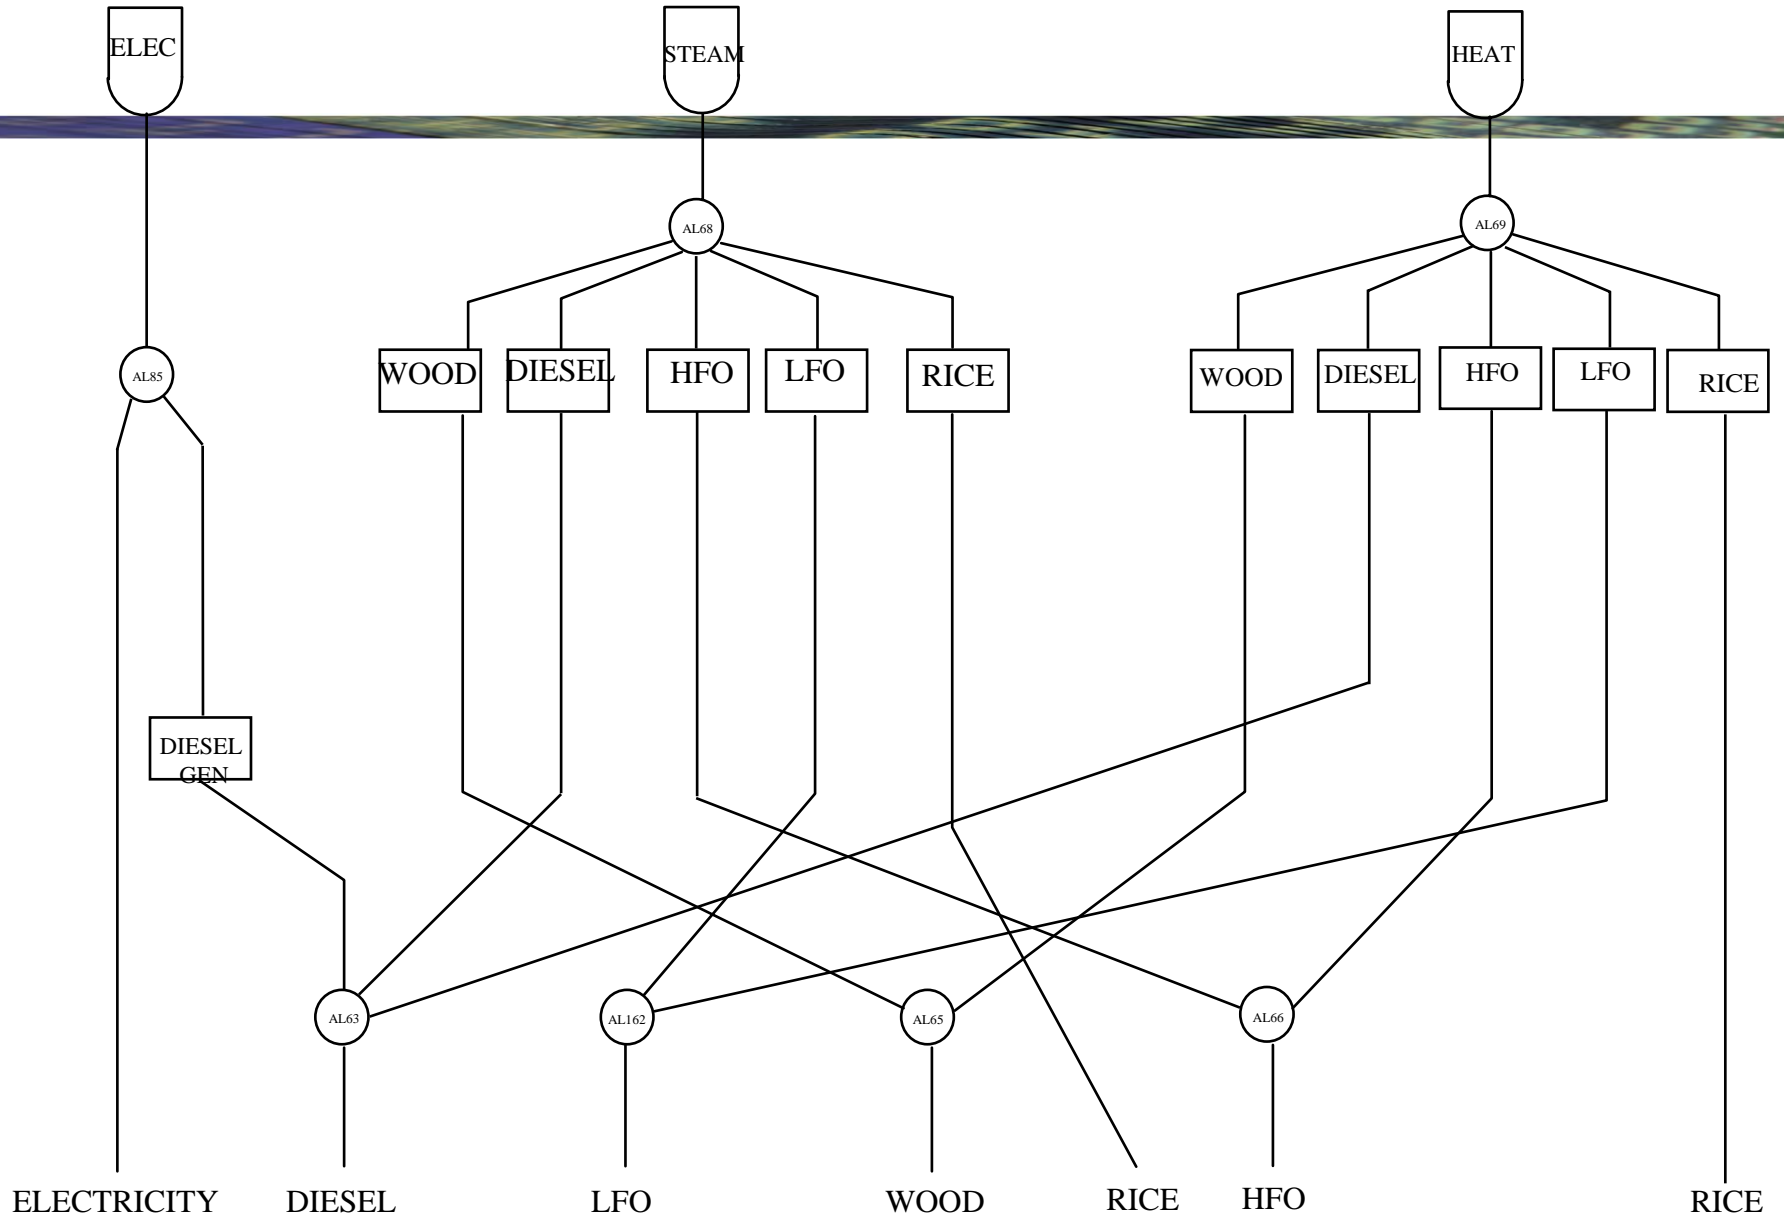 ELEC
STEAM
HEAT
AL68
AL69
AL85
WOOD
DIESEL
HFO
LFO
RICE
WOOD
DIESEL
HFO
LFO
RICE
DIESEL
GEN
AL63
AL162
AL65
AL66
ELECTRICITY
DIESEL
LFO
WOOD
RICE
HFO
RICE